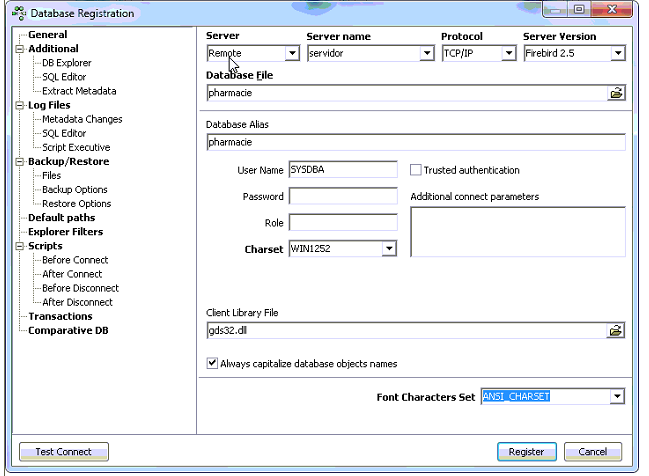 Database Registration
General
Additional
DB Explorer
SQL Editor
Extract Metadata
Log Files
Metadata Changes
SQL Editor
Script Executive
Backup/Restore
Files
Backup Options
Restore Options
Default paths
Explorer Filters
Scripts
Before Connect
After Connect
Before Disconnect
After Disconnect
Transactions
Comparative DB
Server Server name Protocol Server Version
Remote servidor TCP/IP Firebird 2.5
Database File
pharmacie
Database Alias
pharmacie
User Name SYSDBA Trusted authentication
Password Additional connect parameters
Role
Charset WIN1252
Client Library File
gds32.dll
Always capitalize database objects names
Font Characters Set ANSI_CHARSET
Test Connect Register Cancel